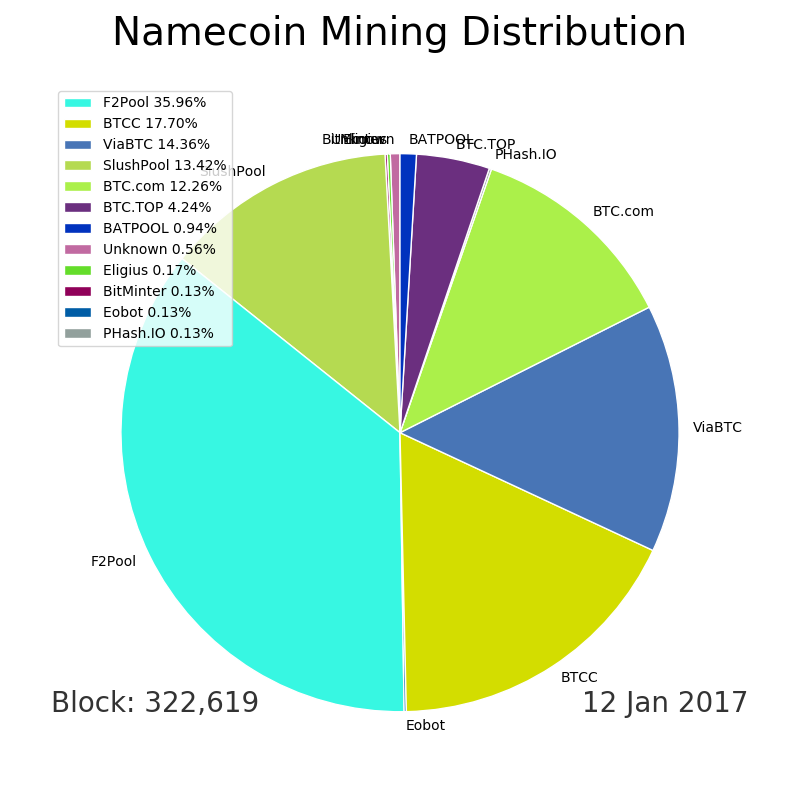 Namecoin Mining Distribution
F2Pool 35.96%
BTCC 17.70%
ViaBTC 14.36%
SlushPool 13.42%
BTC.com 12.26%
BTC.TOP 4.24%
BATPOOL 0.94%
Unknown 0.56%
Eligius 0.17%
BitMinter 0.13%
Eobot 0.13%
PHash.IO 0.13%
BATPOOL
BTC.TOP
PHash.IO
SlushPool
BTC.com
ViaBTC
F2Pool
BTCC
Eobot
Block: 322,619
12 Jan 2017